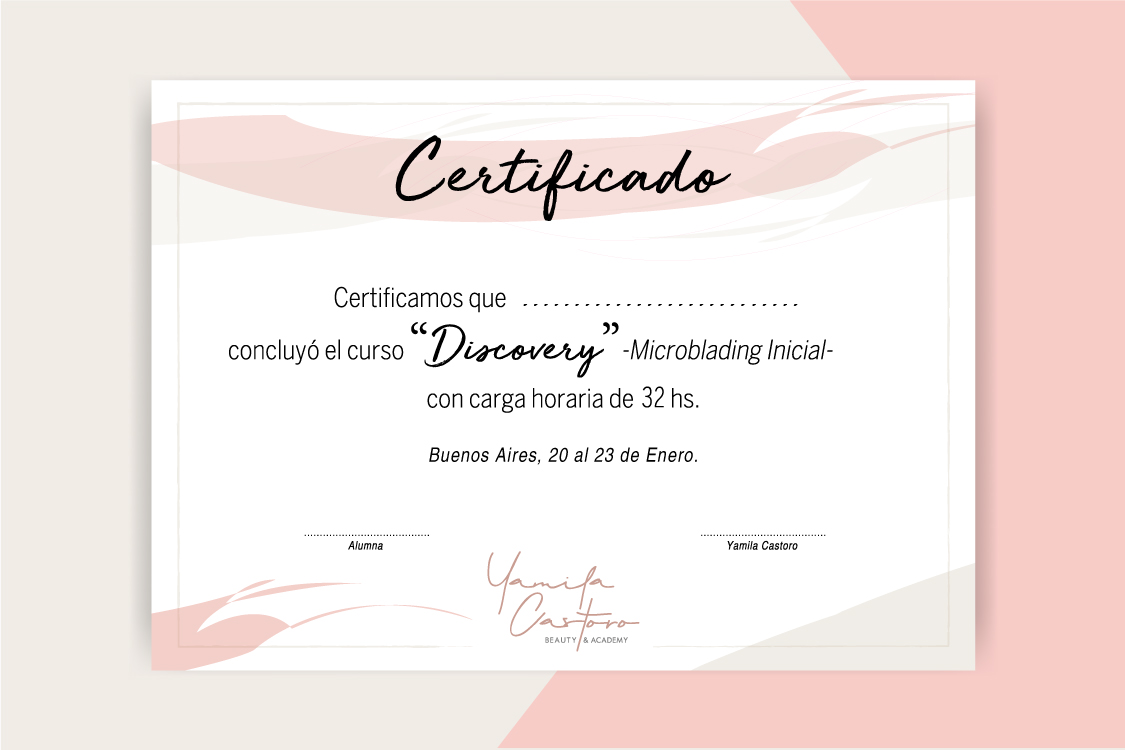 Certificado
Certificamos que ............................
concluyó el curso “Discovery” -Microblading Inicial-
con carga horaria de 32 hs.
Buenos Aires, 20 al 23 de Enero.
Alumna
Yamila Castoro
Yamila
Castoro
BEAUTY & ACADEMY